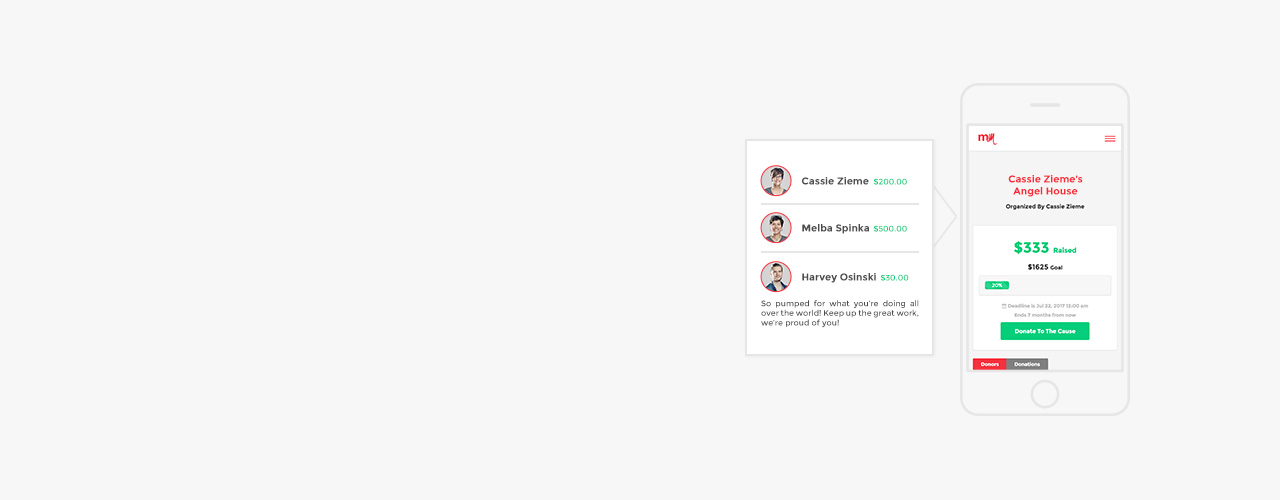 Cassie Zieme $200.00
Melba Spinka $500.00
Harvey Osinski $30.00
So pumped for what you're doing all
over the world! Keep up the great work,
we're proud of you!
m
Cassie Zieme's
Angel House
Organized By Cassie Zieme
$333 Raised
$1625 Goal
20%
Deadline is Jul 22, 2017 12:00 am
Ends 7 months from now
Donate To The Cause
Donors Donations